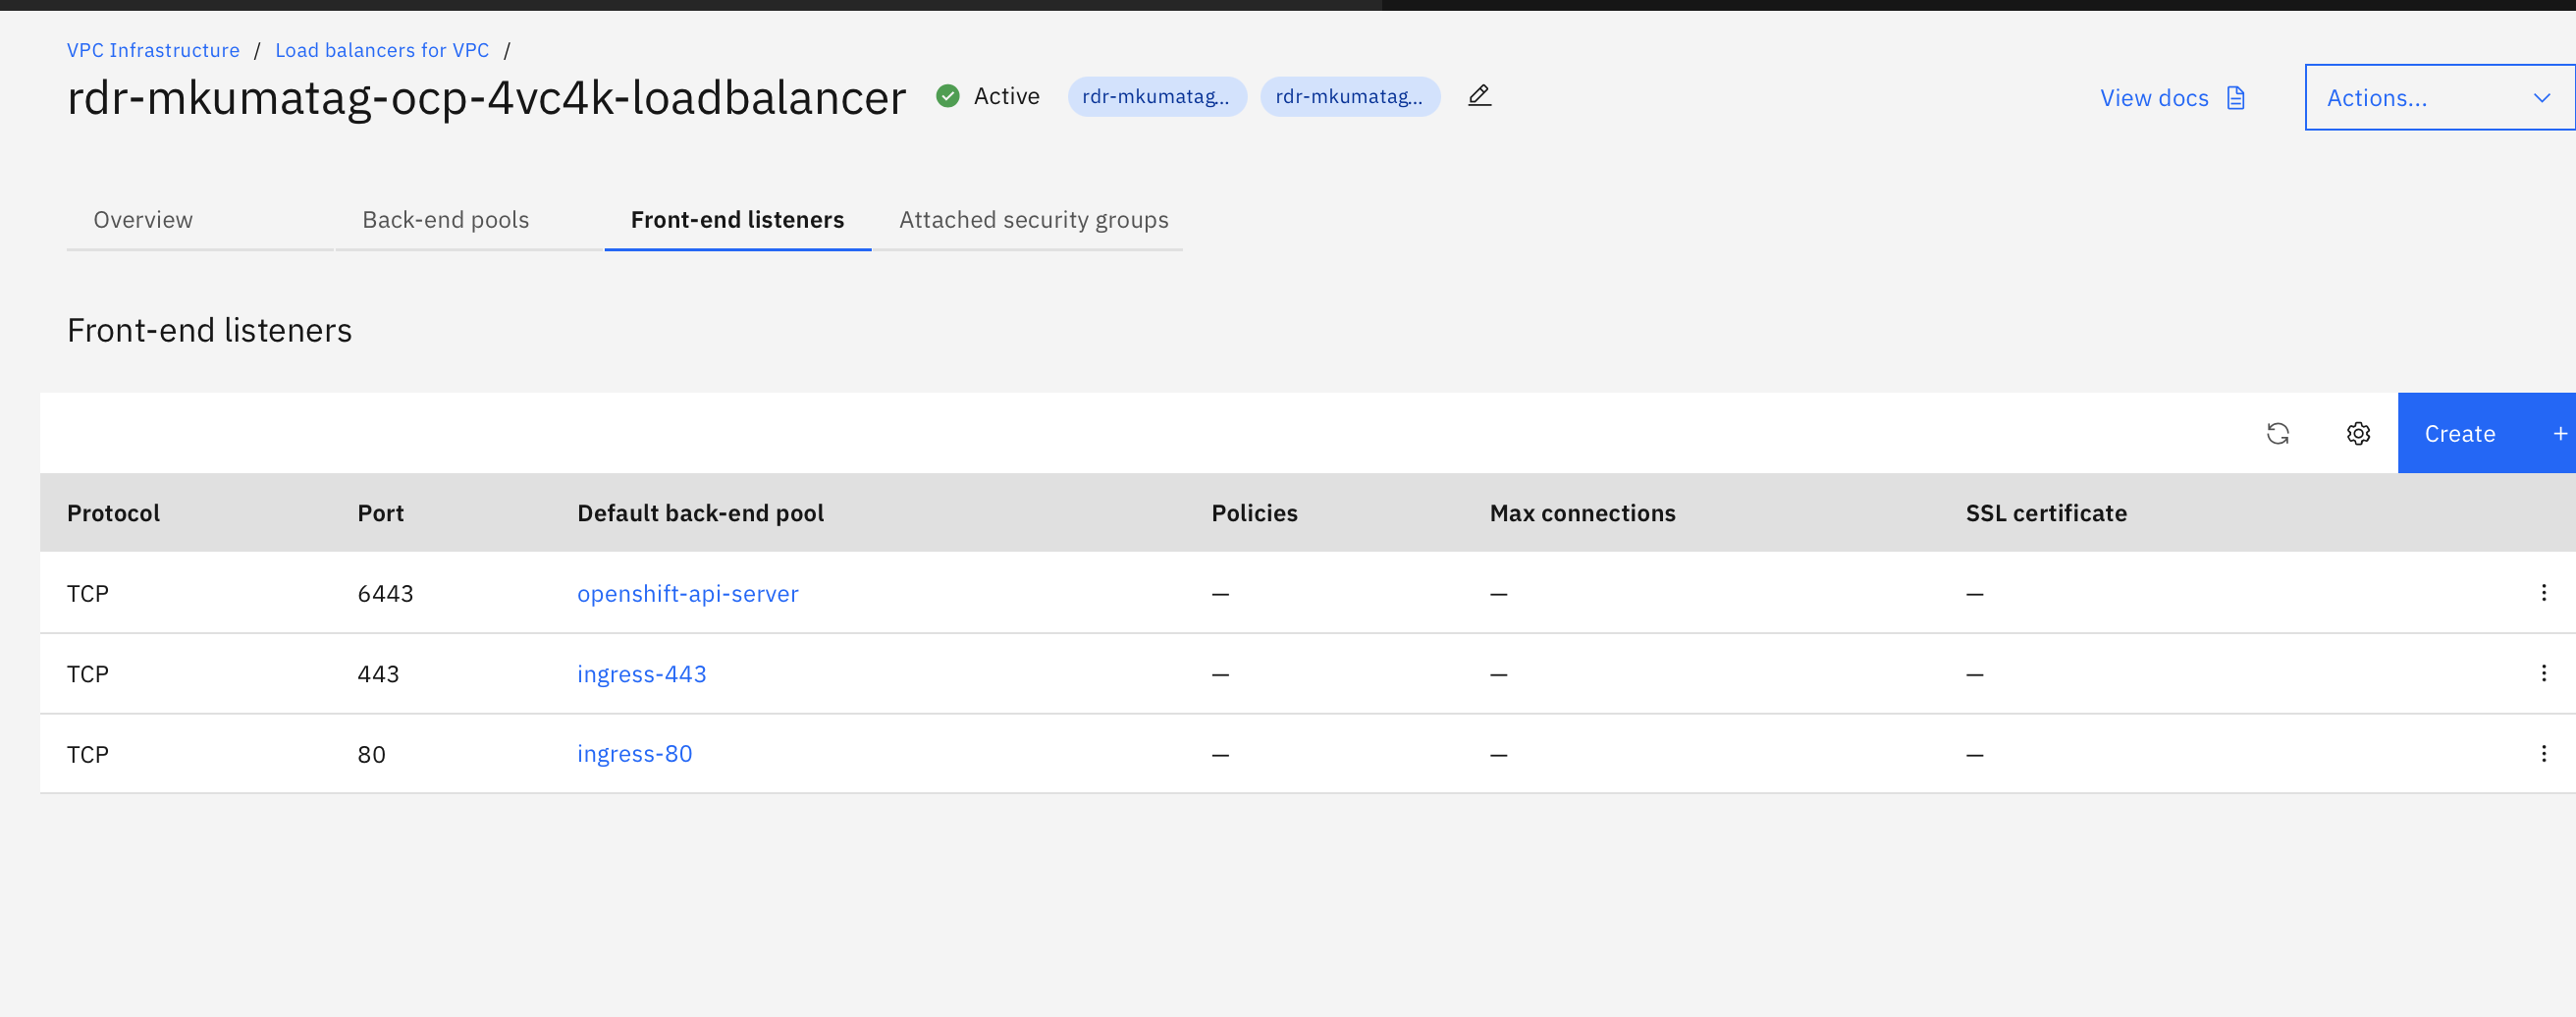 VPC Infrastructure / Load balancers for VPC /
rdr-mkumatag-ocp-4vc4k-loadbalancer Active rdr-mkumatag... rdr-mkumatag... View docs Actions...
Overview Back-end pools Front-end listeners Attached security groups
Front-end listeners
Create +
Protocol Port Default back-end pool Policies Max connections SSL certificate
TCP 6443 openshift-api-server — — —
TCP 443 ingress-443 — — —
TCP 80 ingress-80 — — —